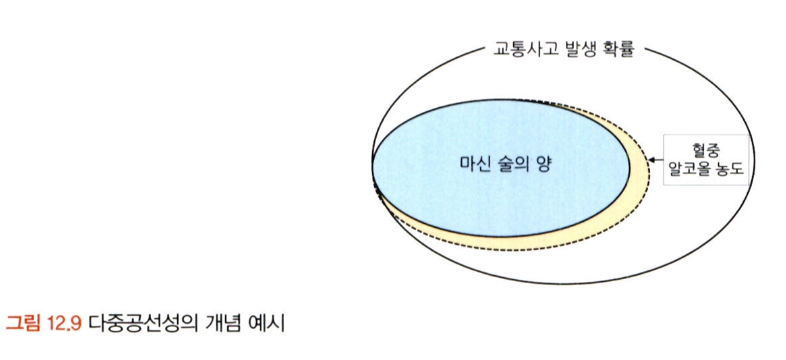 교통사고 발생 확률
마신 술의 양
혈중
알코올 농도
그림 12.9 다중공선성의 개념 예시